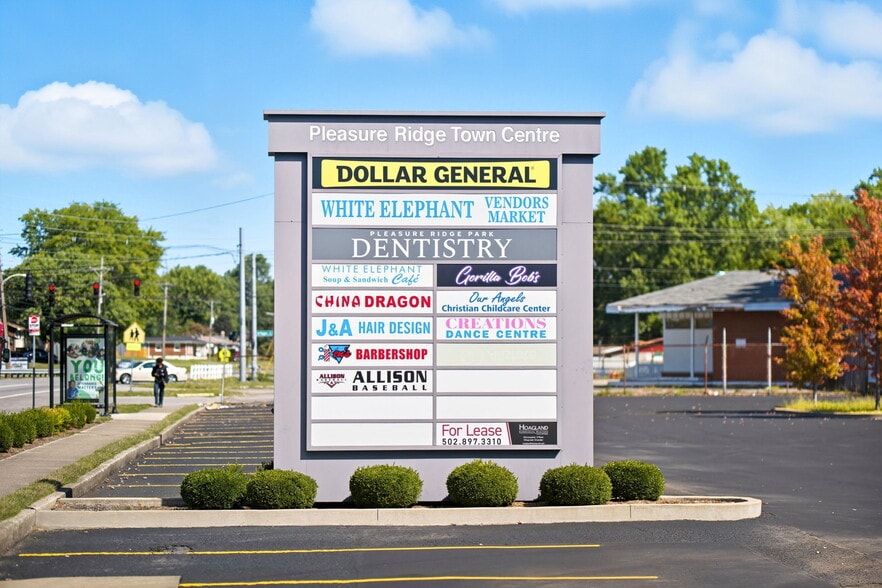 Pleasure Ridge Town Centre
DOLLAR GENERAL
WHITE ELEPHANT VENDORS
MARKET
PLEASURE RIDGE PARK
DENTISTRY
WHITE ELEPHANT
Soup & Sandwich Café
Gorilla Bob's
CHINA DRAGON
Our Angels
Christian Childcare Center
J&A HAIR DESIGN
CREATIONS
DANCE CENTRE
BARBERSHOP
ALLISON
BASEBALL
For Lease
502.897.3310
HOAGLAND
YOU
BELONG